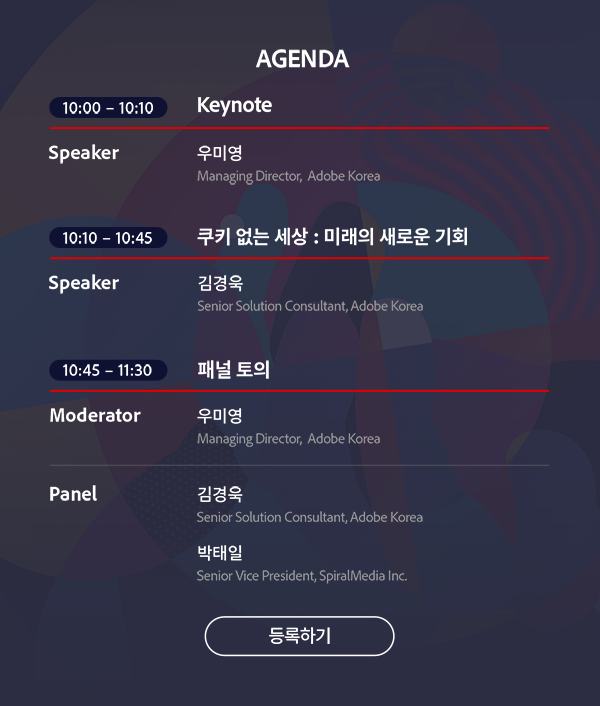 AGENDA
10:00 – 10:10 Keynote
Speaker 우미영
Managing Director, Adobe Korea
10:10 – 10:45 쿠키 없는 세상 : 미래의 새로운 기회
Speaker 김경욱
Senior Solution Consultant, Adobe Korea
10:45 – 11:30 패널 토의
Moderator 우미영
Managing Director, Adobe Korea
Panel 김경욱
Senior Solution Consultant, Adobe Korea
박태일
Senior Vice President, SpiralMedia Inc.
등록하기